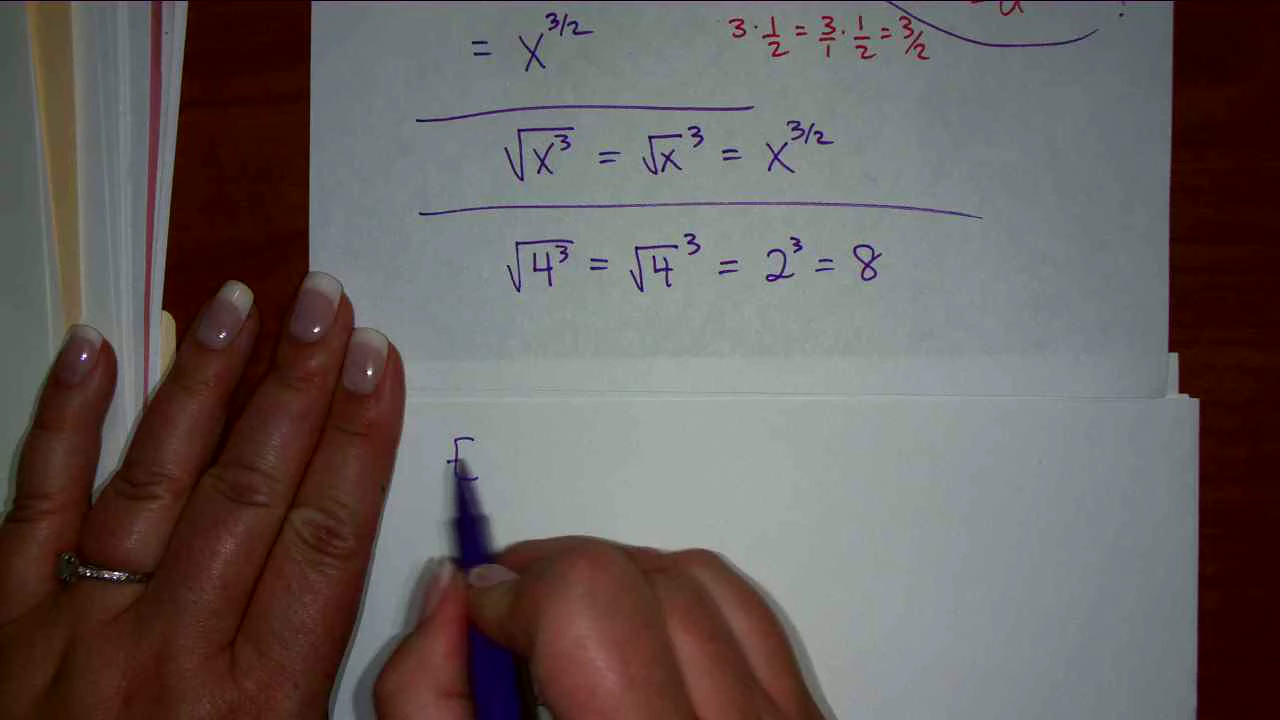 = x^{3/2}
3 · 1/2 = 3/1 · 1/2 = 3/2
√x³ = √x ³ = x^{3/2}
√4³ = √4 ³ = 2³ = 8
E